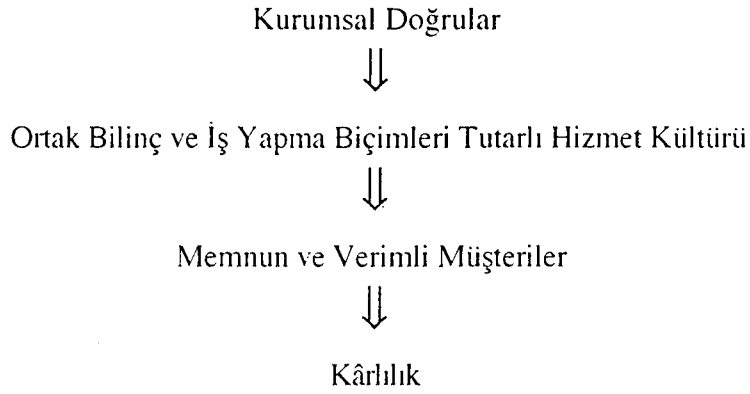 Kurumsal Doğrular
⇓
Ortak Bilinç ve İş Yapma Biçimleri Tutarlı Hizmet Kültürü
⇓
Memnun ve Verimli Müşteriler
⇓
Kârlılık